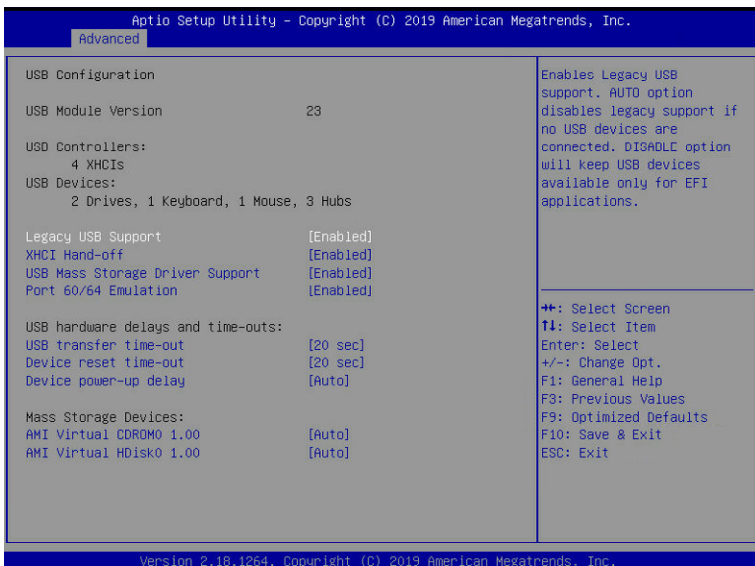 Aptio Setup Utility – Copyright (C) 2019 American Megatrends, Inc.
Advanced
USB Configuration
USB Module Version 23
USD Controllers:
4 XHCIs
USB Devices:
2 Drives, 1 Keyboard, 1 Mouse, 3 Hubs
Legacy USB Support [Enabled]
XHCI Hand-off [Enabled]
USB Mass Storage Driver Support [Enabled]
Port 60/64 Emulation [Enabled]
USB hardware delays and time-outs:
USB transfer time-out [20 sec]
Device reset time-out [20 sec]
Device power-up delay [Auto]
Mass Storage Devices:
AMI Virtual CDROM0 1.00 [Auto]
AMI Virtual HDisk0 1.00 [Auto]
Enables Legacy USB
support. AUTO option
disables legacy support if
no USB devices are
connected. DISADLE option
will keep USB devices
available only for EFI
applications.
→←: Select Screen
↑↓: Select Item
Enter: Select
+/-: Change Opt.
F1: General Help
F3: Previous Values
F9: Optimized Defaults
F10: Save & Exit
ESC: Exit
Version 2.18.1264. Copyright (C) 2019 American Megatrends, Inc.